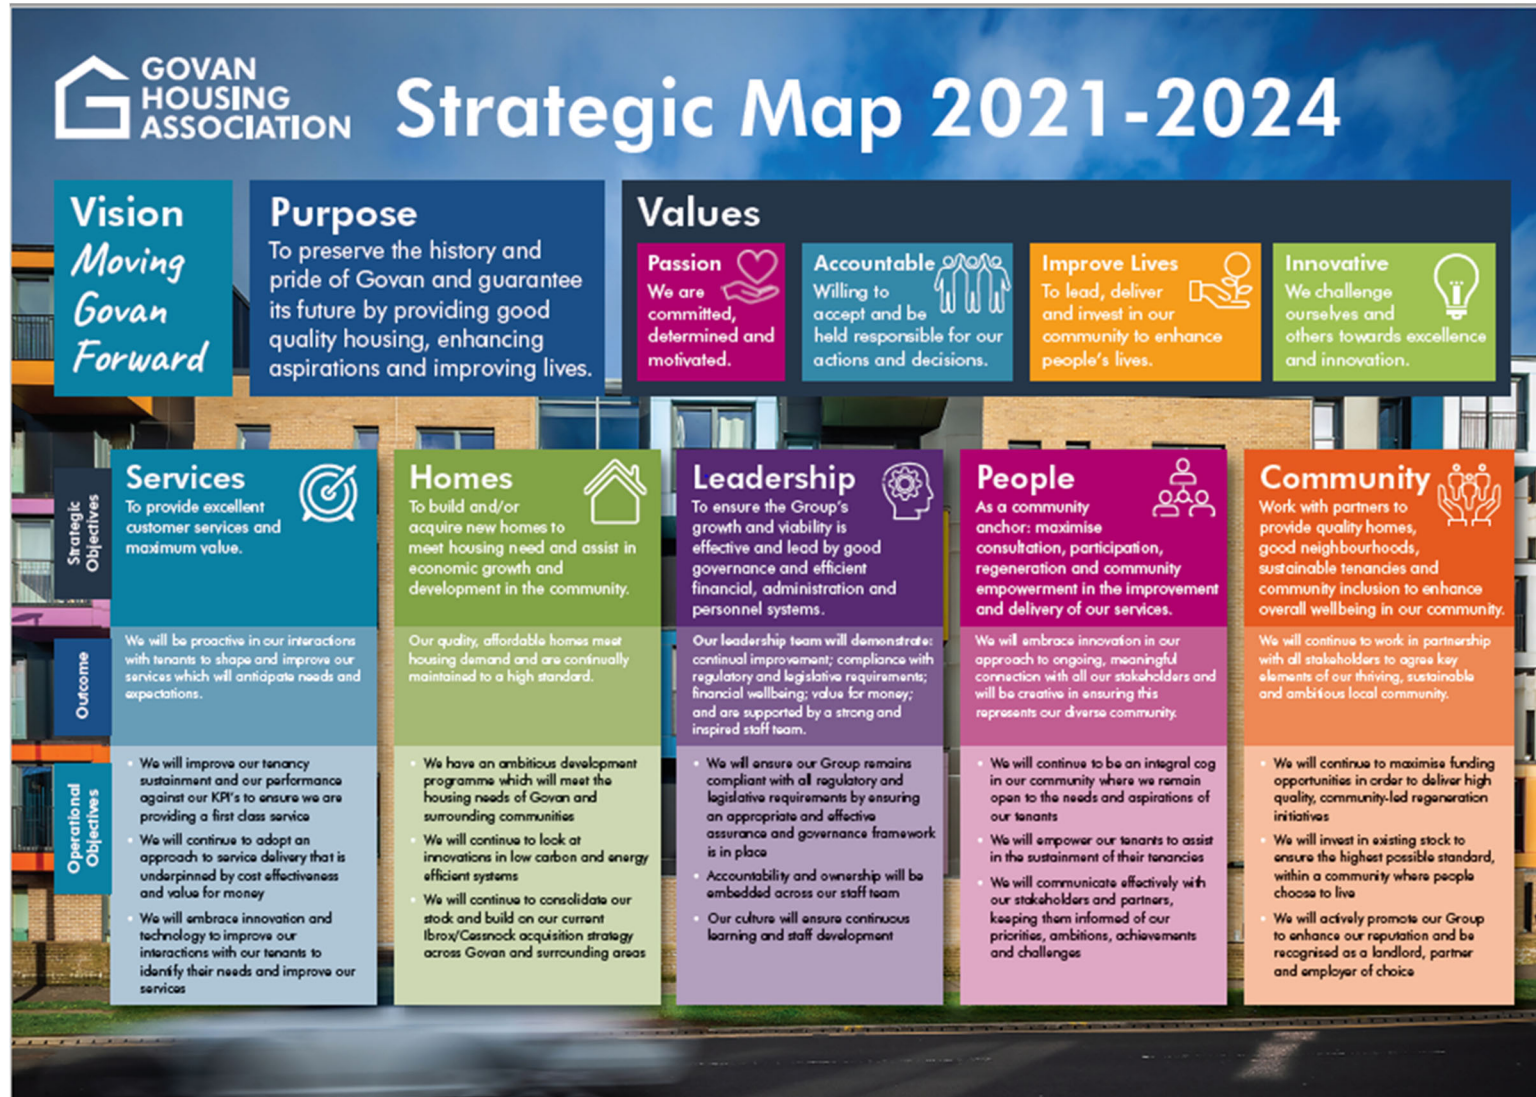 GOVAN
HOUSING
ASSOCIATION
Strategic Map 2021-2024
Vision
Moving
Govan
Forward
Purpose
To preserve the history and
pride of Govan and guarantee
its future by providing good
quality housing, enhancing
aspirations and improving lives.
Values
Passion
We are
committed,
determined and
motivated.
Accountable
Willing to
accept and be
held responsible for our
actions and decisions.
Improve Lives
To lead, deliver
and invest in our
community to enhance
people's lives.
Innovative
We challenge
ourselves and
others towards excellence
and innovation.
Strategic
Objectives
Services
To provide excellent
customer services and
maximum value.
Homes
To build and/or
acquire new homes to
meet housing need and assist in
economic growth and
development in the community.
Leadership
To ensure the Group's
growth and viability is
effective and lead by good
governance and efficient
financial, administration and
personnel systems.
People
As a community
anchor: maximise
consultation, participation,
regeneration and community
empowerment in the improvement
and delivery of our services.
Community
Work with partners to
provide quality homes,
good neighbourhoods,
sustainable tenancies and
community inclusion to enhance
overall wellbeing in our community.
Outcome
We will be proactive in our interactions
with tenants to shape and improve our
services which will anticipate needs and
expectations.
Our quality, affordable homes meet
housing demand and are continually
maintained to a high standard.
Our leadership team will demonstrate:
continual improvement; compliance with
regulatory and legislative requirements;
financial wellbeing; value for money;
and are supported by a strong and
inspired staff team.
We will embrace innovation in our
approach to ongoing, meaningful
connection with all our stakeholders and
will be creative in ensuring this
represents our diverse community.
We will continue to work in partnership
with all stakeholders to agree key
elements of our thriving, sustainable
and ambitious local community.
Operational
Objectives
• We will improve our tenancy
sustainment and our performance
against our KPI's to ensure we are
providing a first class service
• We will continue to adopt an
approach to service delivery that is
underpinned by cost effectiveness
and value for money
• We will embrace innovation and
technology to improve our
interactions with our tenants to
identify their needs and improve our
services
• We have an ambitious development
programme which will meet the
housing needs of Govan and
surrounding communities
• We will continue to look at
innovations in low carbon and energy
efficient systems
• We will continue to consolidate our
stock and build on our current
Ibrox/Cessnock acquisition strategy
across Govan and surrounding areas
• We will ensure our Group remains
compliant with all regulatory and
legislative requirements by ensuring
an appropriate and effective
assurance and governance framework
is in place
• Accountability and ownership will be
embedded across our staff team
• Our culture will ensure continuous
learning and staff development
• We will continue to be an integral cog
in our community where we remain
open to the needs and aspirations of
our tenants
• We will empower our tenants to assist
in the sustainment of their tenancies
• We will communicate effectively with
our stakeholders and partners,
keeping them informed of our
priorities, ambitions, achievements
and challenges
• We will continue to maximise funding
opportunities in order to deliver high
quality, community-led regeneration
initiatives
• We will invest in existing stock to
ensure the highest possible standard,
within a community where people
choose to live
• We will actively promote our Group
to enhance our reputation and be
recognised as a landlord, partner
and employer of choice